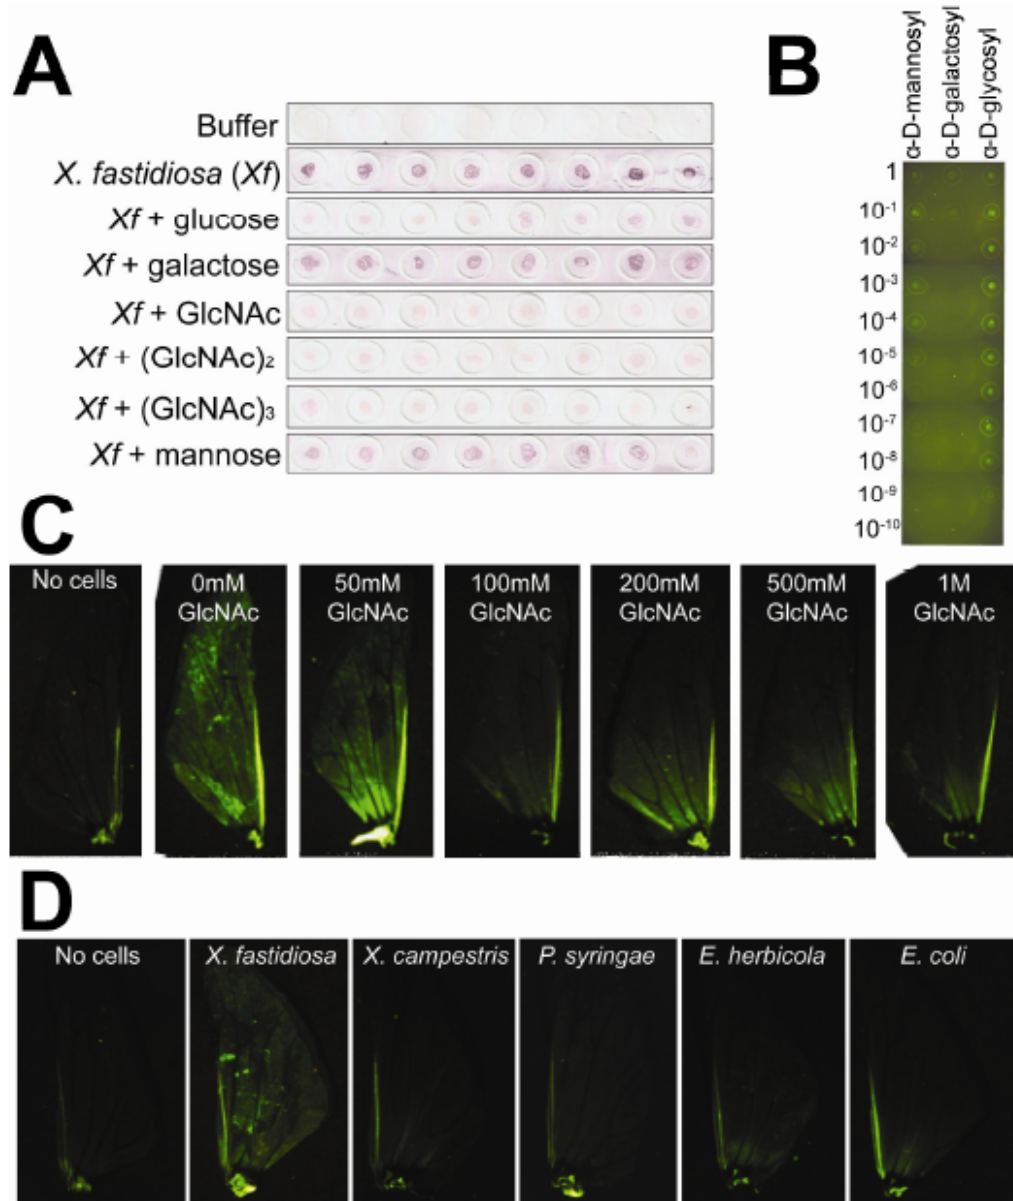 A
Buffer
X. fastidiosa (Xf)
Xf + glucose
Xf + galactose
Xf + GlcNAc
Xf + (GlcNAc)₂
Xf + (GlcNAc)₃
Xf + mannose
B
α-D-mannosyl
α-D-galactosyl
α-D-glycosyl
1
10⁻¹
10⁻²
10⁻³
10⁻⁴
10⁻⁵
10⁻⁶
10⁻⁷
10⁻⁸
10⁻⁹
10⁻¹⁰
C
No cells
0mM
GlcNAc
50mM
GlcNAc
100mM
GlcNAc
200mM
GlcNAc
500mM
GlcNAc
1M
GlcNAc
D
No cells
X. fastidiosa
X. campestris
P. syringae
E. herbicola
E. coli